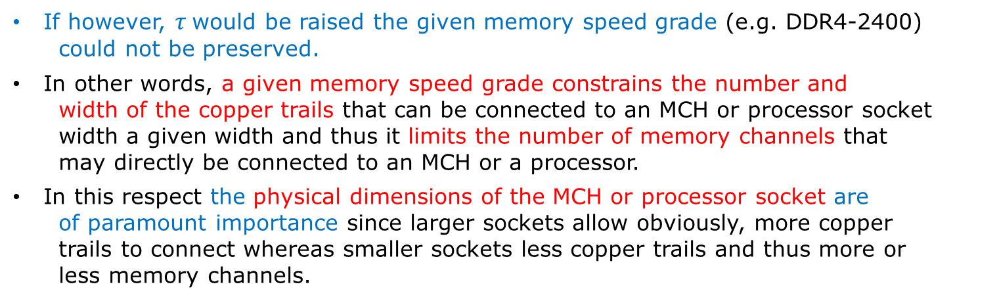 • If however, τ would be raised the given memory speed grade (e.g. DDR4-2400)
could not be preserved.
• In other words, a given memory speed grade constrains the number and
width of the copper trails that can be connected to an MCH or processor socket
width a given width and thus it limits the number of memory channels that
may directly be connected to an MCH or a processor.
• In this respect the physical dimensions of the MCH or processor socket are
of paramount importance since larger sockets allow obviously, more copper
trails to connect whereas smaller sockets less copper trails and thus more or
less memory channels.